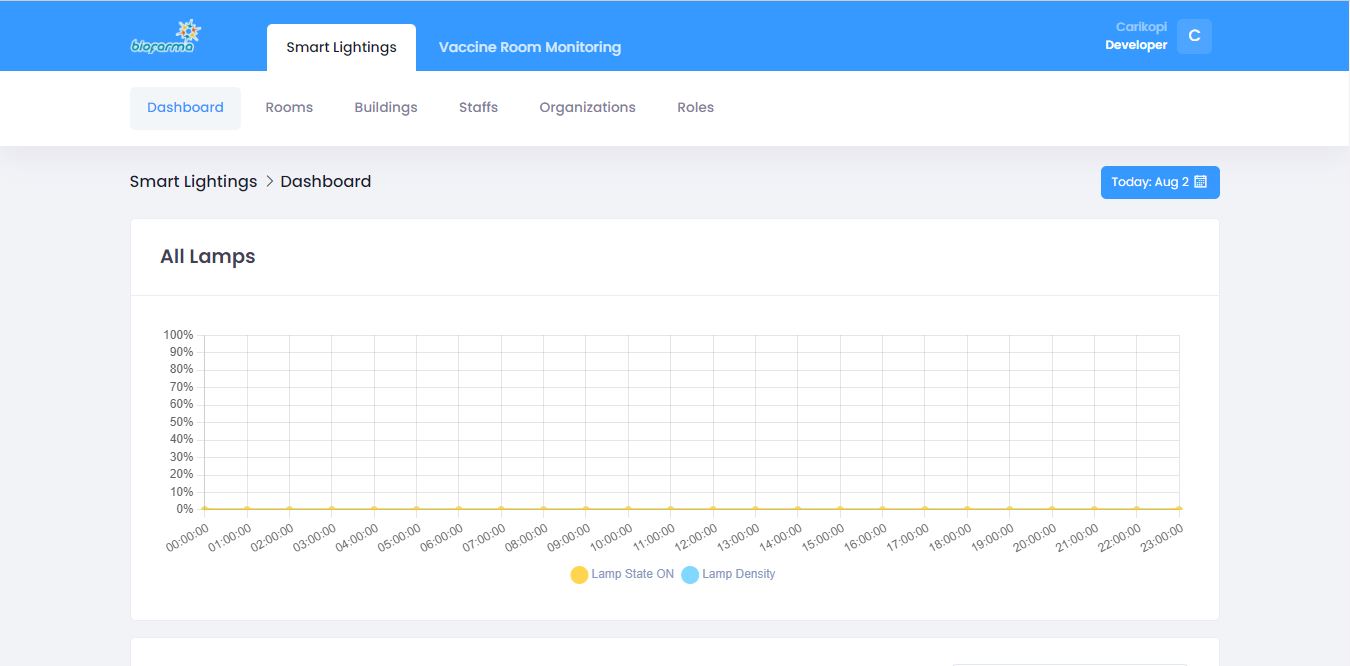 biofarma
Smart Lightings
Vaccine Room Monitoring
Carlkopi
Developer
C
Dashboard
Rooms
Buildings
Staffs
Organizations
Roles
Smart Lightings > Dashboard
Today: Aug 2
All Lamps
100%
90%
80%
70%
60%
50%
40%
30%
20%
10%
0%
00:00:00 01:00:00 02:00:00 03:00:00 04:00:00 05:00:00 06:00:00 07:00:00 08:00:00 09:00:00 10:00:00 11:00:00 12:00:00 13:00:00 14:00:00 15:00:00 16:00:00 17:00:00 18:00:00 19:00:00 20:00:00 21:00:00 22:00:00 23:00:00
Lamp State ON
Lamp Density